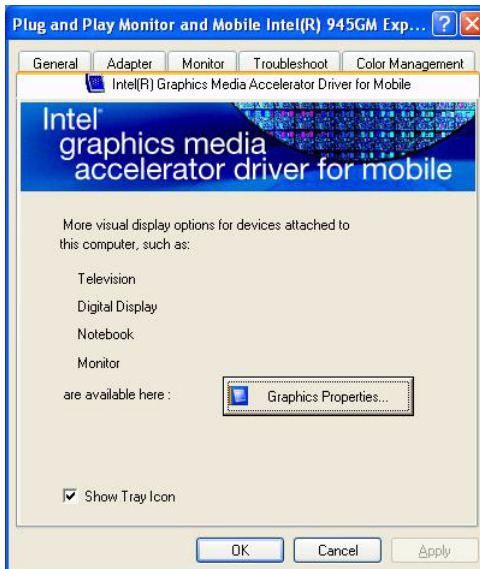 Plug and Play Monitor and Mobile Intel(R) 945GM Exp...
General Adapter Monitor Troubleshoot Color Management
Intel(R) Graphics Media Accelerator Driver for Mobile
Intel®
graphics media
accelerator driver for mobile
More visual display options for devices attached to
this computer, such as:
Television
Digital Display
Notebook
Monitor
are available here : Graphics Properties...
Show Tray Icon
OK Cancel Apply